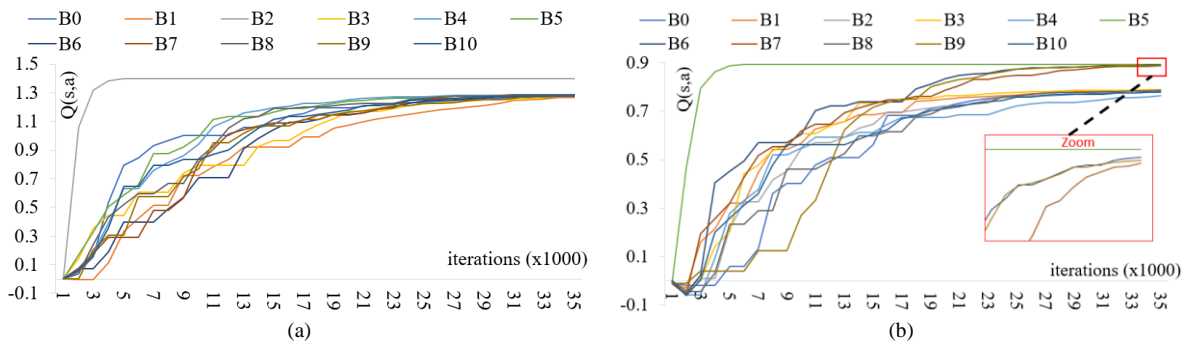 B0 B1 B2 B3 B4 B5
B6 B7 B8 B9 B10
Q(s,a)
1.5
1.3
1.1
0.9
0.7
0.5
0.3
0.1
-0.1
iterations (x1000)
1 3 5 7 9 11 13 15 17 19 21 23 25 27 29 31 33 35
(a)
B0 B1 B2 B3 B4 B5
B6 B7 B8 B9 B10
Q(s,a)
0.9
0.7
0.5
0.3
0.1
-0.1
Zoom
iterations (x1000)
1 3 5 7 9 11 13 15 17 19 21 23 25 27 29 31 33 35
(b)